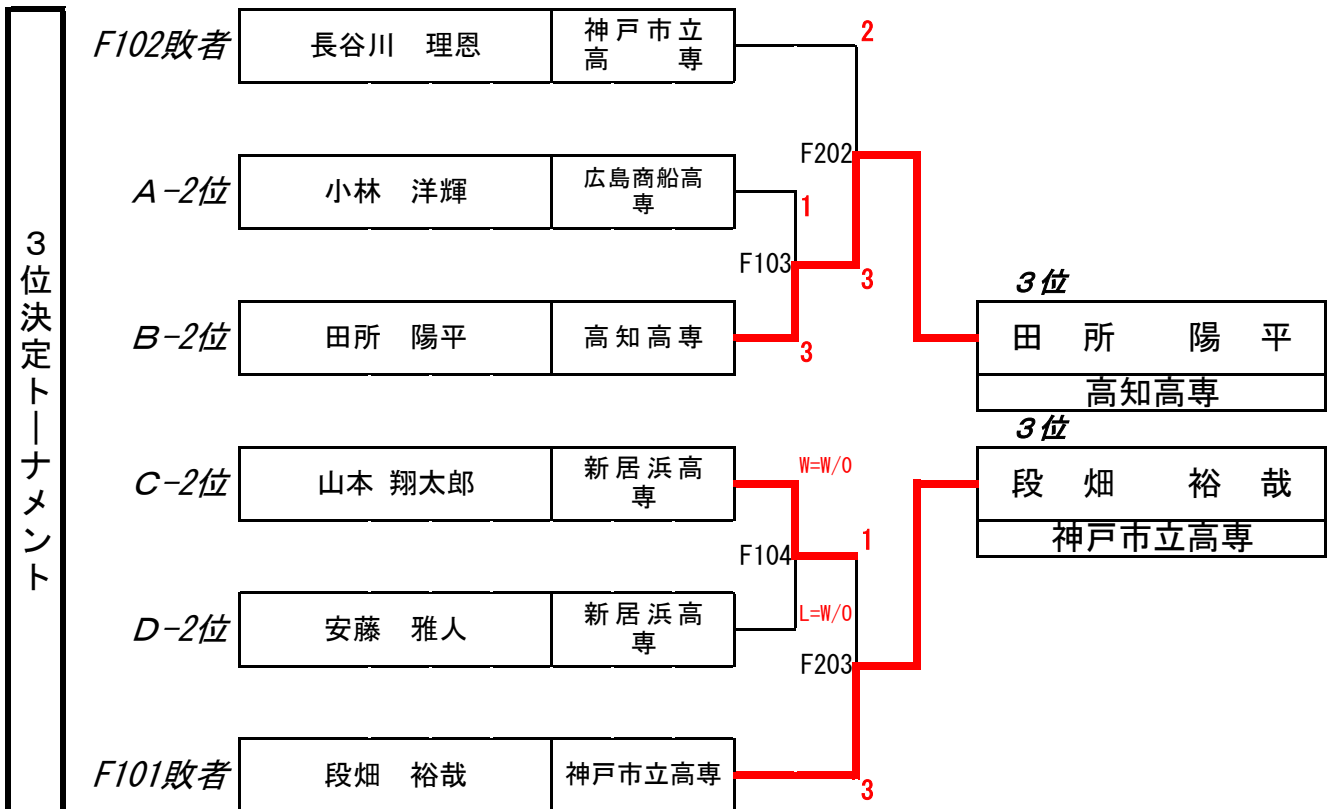 3位決定トーナメント
F102敗者
長谷川 理恩
神戸市立
高 専
2
F202
A-2位
小林 洋輝
広島商船高
専
1
F103
3
B-2位
田所 陽平
高知高専
3
3位
田 所 陽 平
高知高専
C-2位
山本 翔太郎
新居浜高
専
W=W/O
F104
1
3位
段 畑 裕 哉
神戸市立高専
D-2位
安藤 雅人
新居浜高
専
L=W/O
F203
F101敗者
段畑 裕哉
神戸市立高専
3